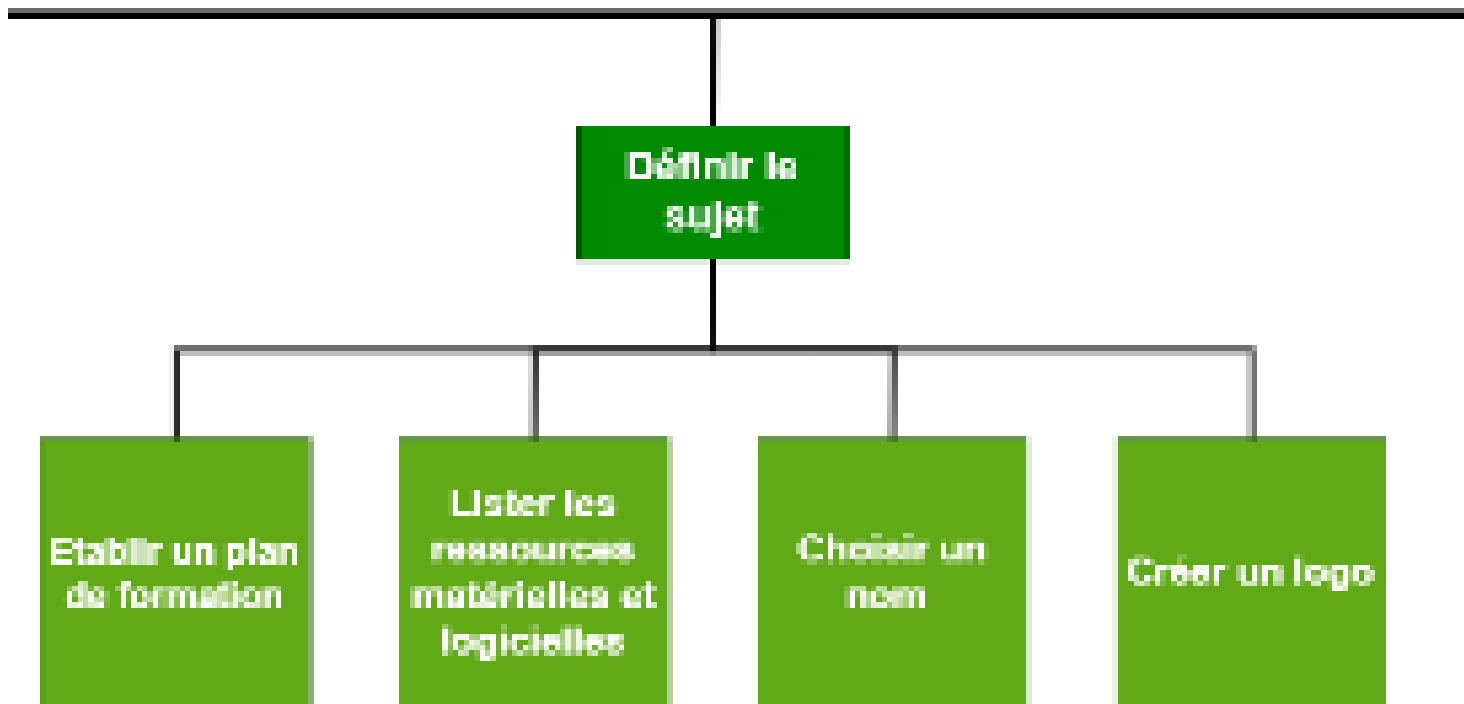 Définir le
sujet
Etablir un plan
de formation
Lister les
ressources
matérielles et
logicielles
Choisir un
nom
Créer un logo